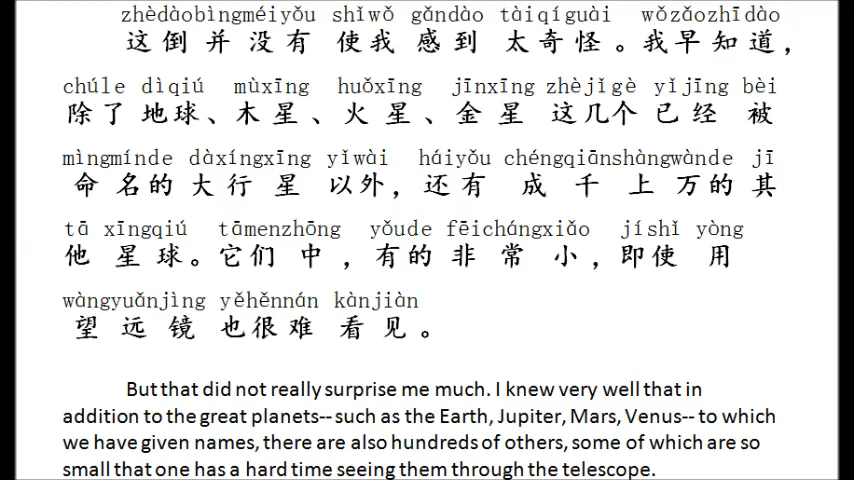 zhèdàobìngméiyǒu shǐwǒ gǎndào tàiqíguài wǒzǎozhīdào
这倒并没有使我感到太奇怪。我早知道，
chúle dìqiú mùxīng huǒxīng jīnxīng zhèjǐgè yǐjīng bèi
除了地球、木星、火星、金星这几个已经被
mìngmínde dàxíngxīng yǐwài háiyǒu chéngqiānshàngwànde jī
命名的大行星以外，还有成千上万的其
tā xīngqiú tāmenzhōng yǒude fēichángxiǎo jíshǐ yòng
他星球。它们中，有的非常小，即使用
wàngyuǎnjìng yěhěnnán kànjiàn
望远镜也很难看见。
But that did not really surprise me much. I knew very well that in
addition to the great planets-- such as the Earth, Jupiter, Mars, Venus-- to which
we have given names, there are also hundreds of others, some of which are so
small that one has a hard time seeing them through the telescope.